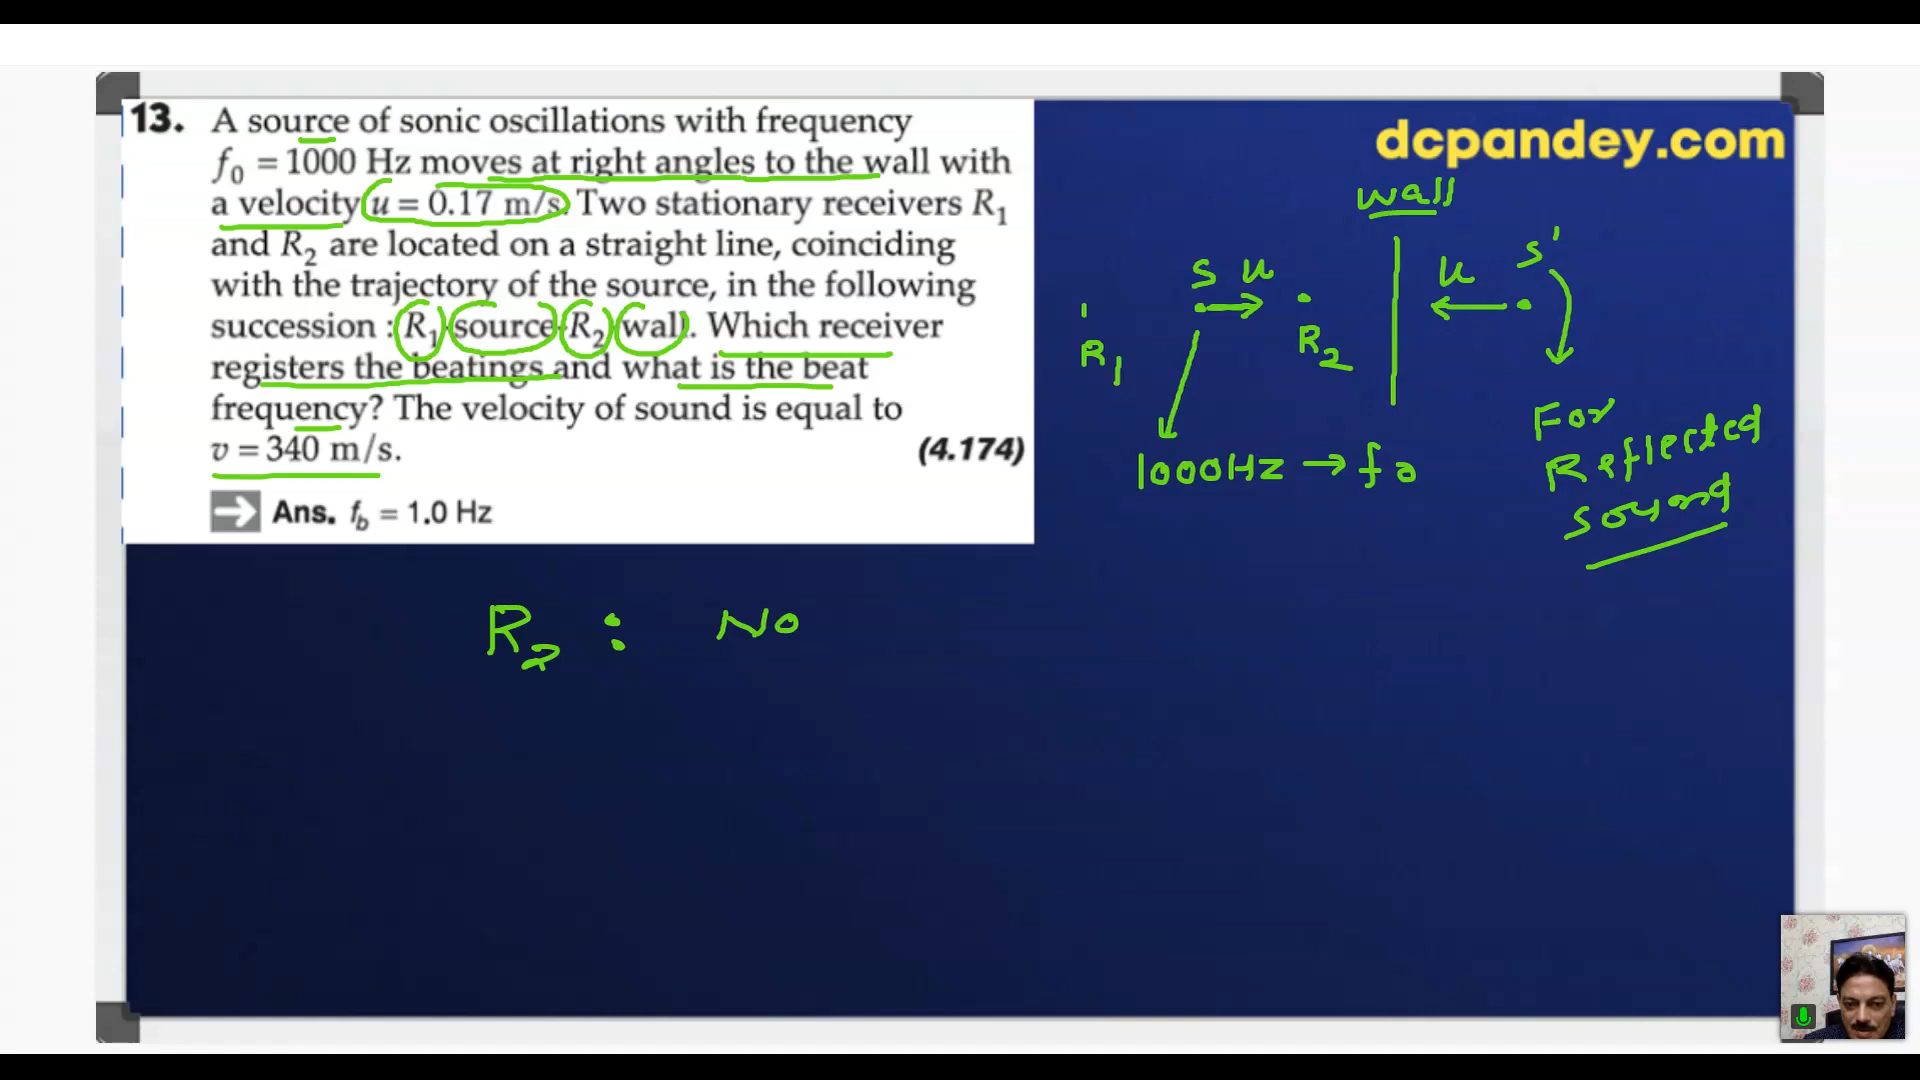 13. A source of sonic oscillations with frequency
f₀ = 1000 Hz moves at right angles to the wall with
a velocity u = 0.17 m/s. Two stationary receivers R₁
and R₂ are located on a straight line, coinciding
with the trajectory of the source, in the following
succession : R₁-source-R₂-wall. Which receiver
registers the beatings and what is the beat
frequency? The velocity of sound is equal to
v = 340 m/s. (4.174)
Ans. f_b = 1.0 Hz
dcpandey.com
wall
S u
u S'
R₁
R₂
1000Hz → f₀
For
Reflected
sound
R₂ : No